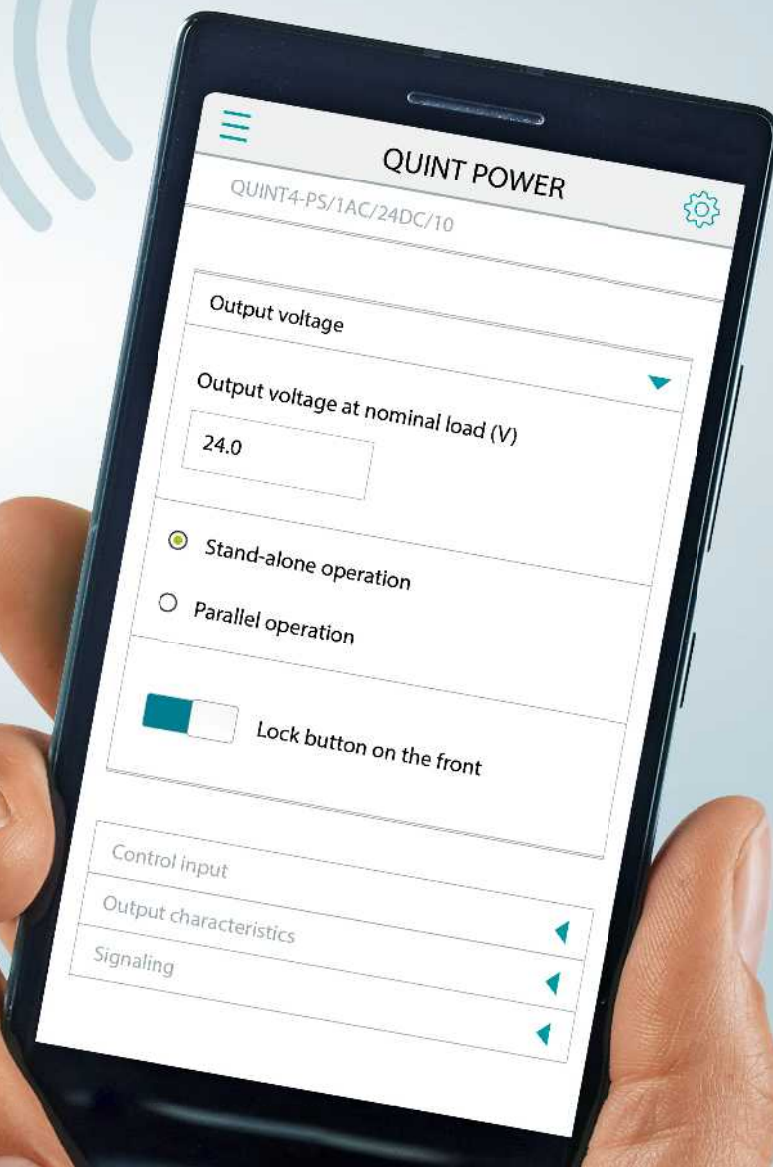 QUINT POWER
QUINT4-PS/1AC/24DC/10
Output voltage
Output voltage at nominal load (V)
24.0
Stand-alone operation
Parallel operation
Lock button on the front
Control input
Output characteristics
Signaling